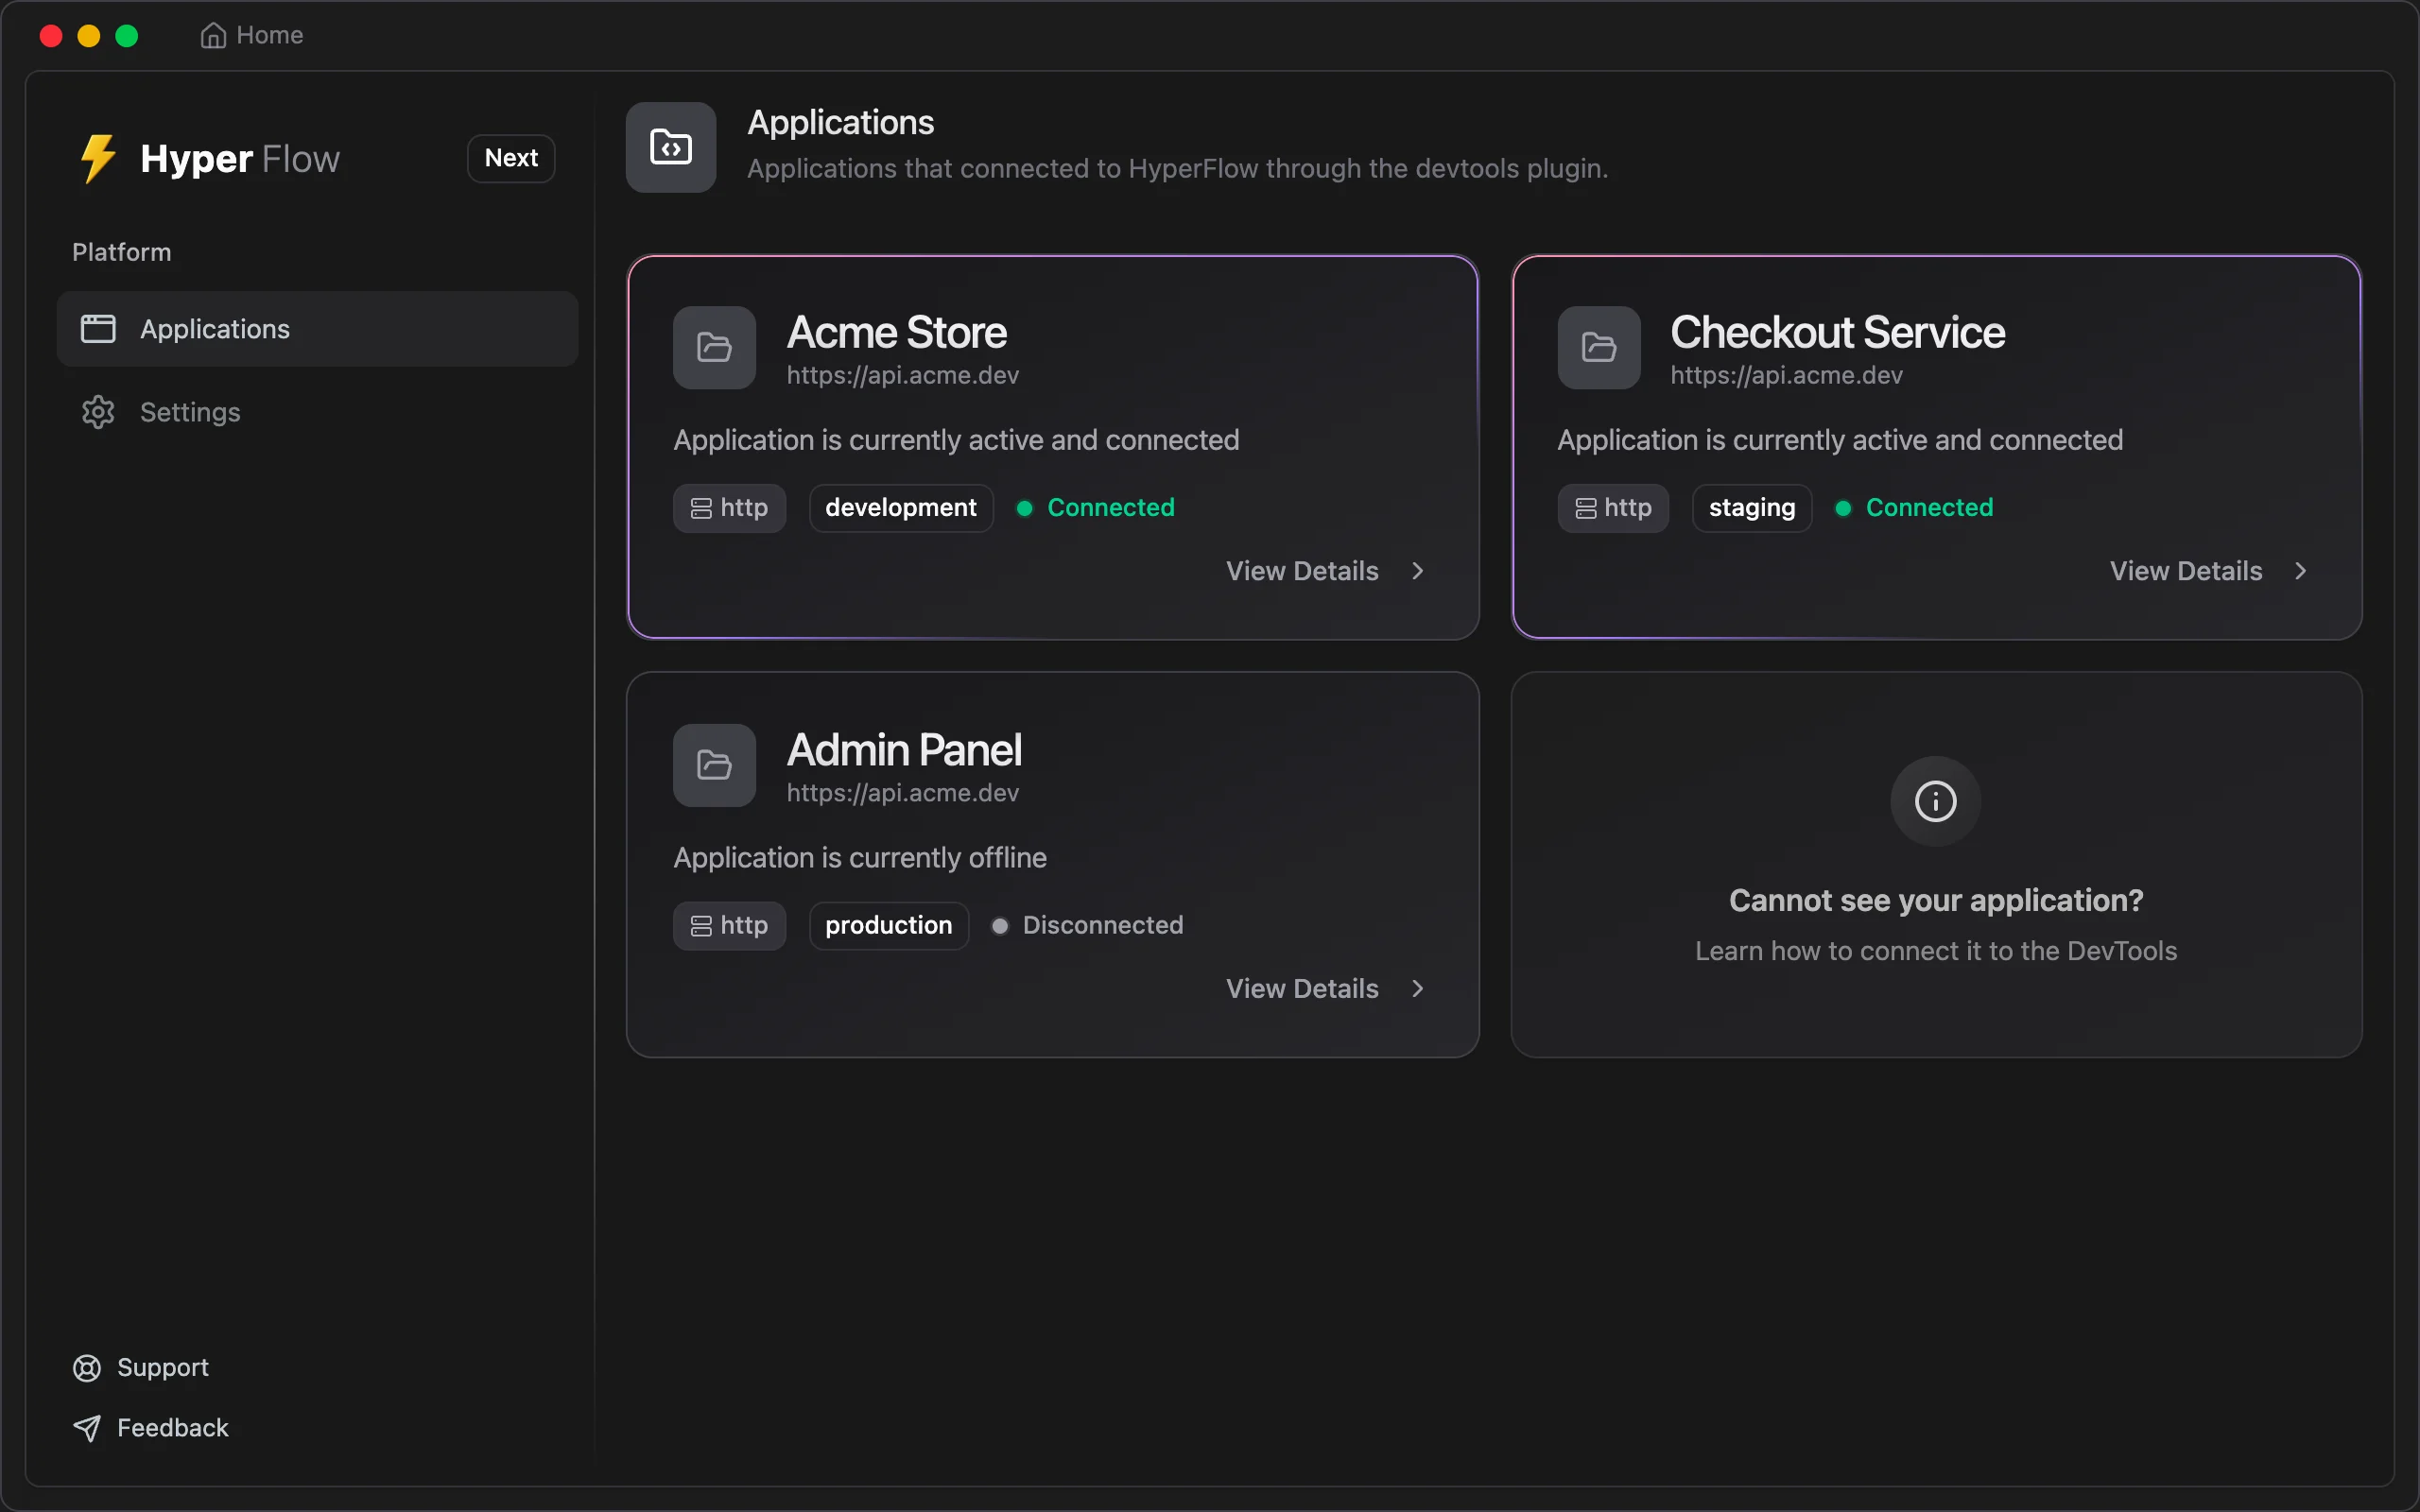 Home
Hyper Flow
Next
Platform
Applications
Settings
Support
Feedback
Applications
Applications that connected to HyperFlow through the devtools plugin.
Acme Store
https://api.acme.dev
Application is currently active and connected
http
development
Connected
View Details
Checkout Service
https://api.acme.dev
Application is currently active and connected
http
staging
Connected
View Details
Admin Panel
https://api.acme.dev
Application is currently offline
http
production
Disconnected
View Details
Cannot see your application?
Learn how to connect it to the DevTools